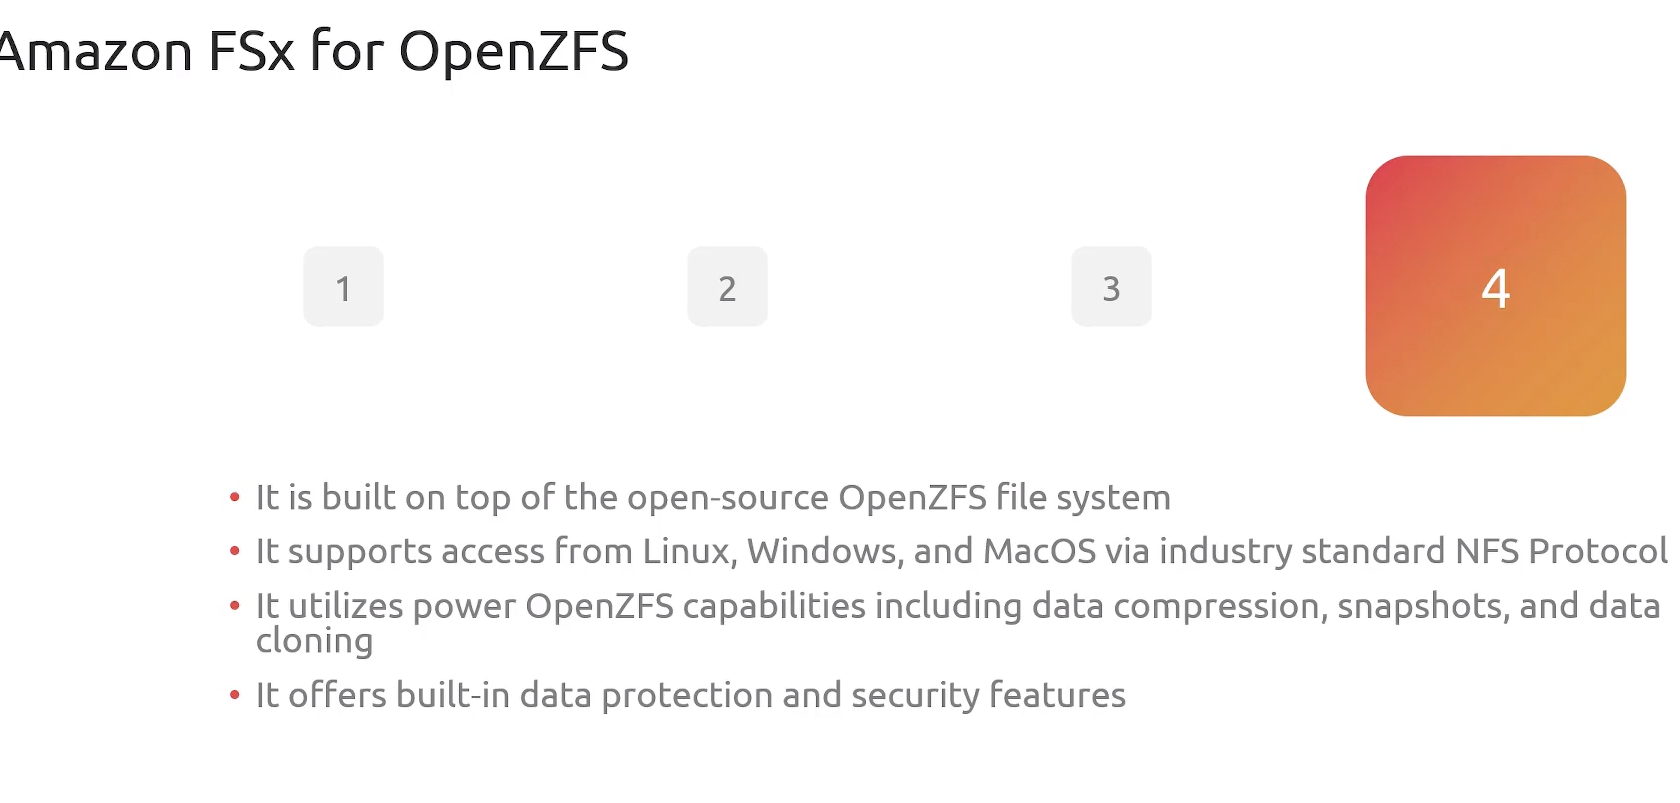 Amazon FSx for OpenZFS
1
2
3
4
• It is built on top of the open-source OpenZFS file system
• It supports access from Linux, Windows, and MacOS via industry standard NFS Protocol
• It utilizes power OpenZFS capabilities including data compression, snapshots, and data
cloning
• It offers built-in data protection and security features